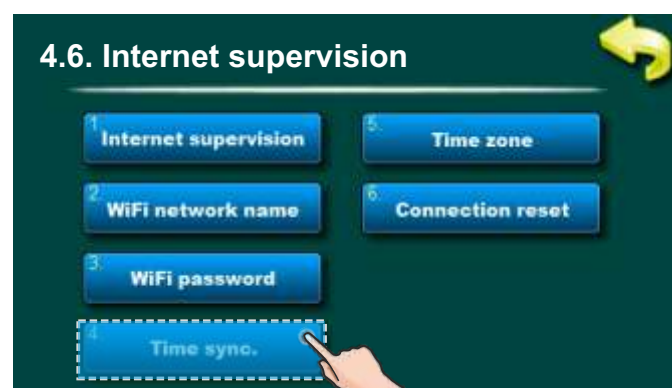 4.6. Internet supervision
1.
Internet supervision
2.
WiFi network name
3.
WiFi password
4.
Time sync.
5.
Time zone
6.
Connection reset